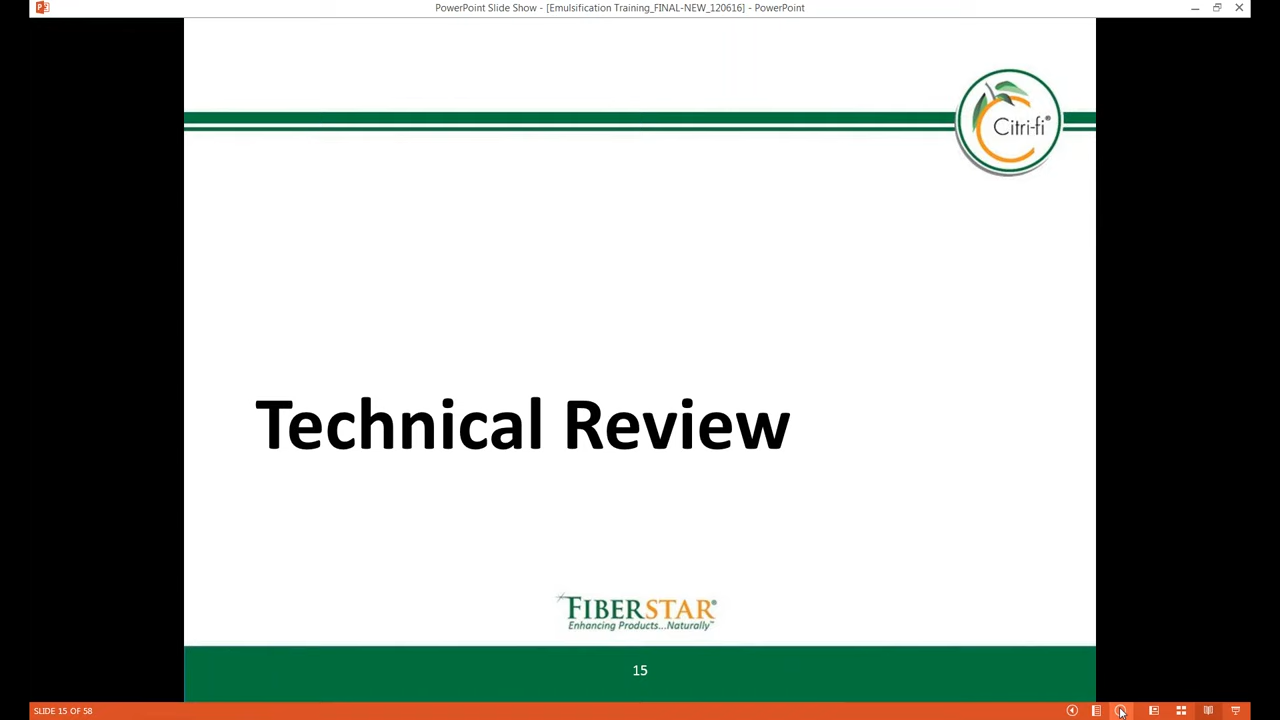 PowerPoint Slide Show - [Emulsification Training_FINAL-NEW_120616] - PowerPoint
Citri-fi®
Technical Review
FIBERSTAR®
Enhancing Products...Naturally™
15
SLIDE 15 OF 58